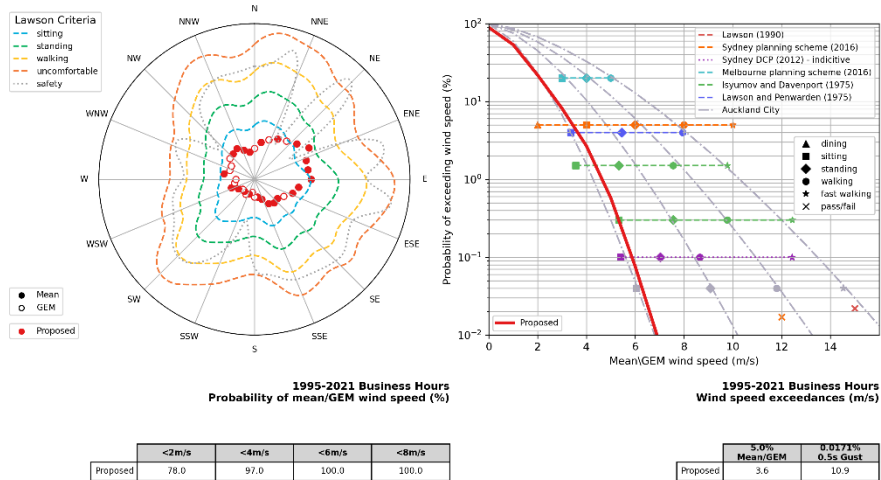 Lawson Criteria
sitting
standing
walking
uncomfortable
safety
N
NNE
NE
ENE
E
ESE
SE
SSE
S
SSW
SW
WSW
W
WNW
NW
NNW
Mean
GEM
Proposed
1995-2021 Business Hours
Probability of mean/GEM wind speed (%)
<2m/s <4m/s <6m/s <8m/s
Proposed 78.0 97.0 100.0 100.0
Probability of exceeding wind speed (%)
10²
10¹
10⁰
10⁻¹
10⁻²
0 2 4 6 8 10 12 14
Mean\GEM wind speed (m/s)
Lawson (1990)
Sydney planning scheme (2016)
Sydney DCP (2012) - indicitive
Melbourne planning scheme (2016)
Isyumov and Davenport (1975)
Lawson and Penwarden (1975)
Auckland City
dining
sitting
standing
walking
fast walking
pass/fail
Proposed
1995-2021 Business Hours
Wind speed exceedances (m/s)
5.0% 0.0171%
Mean/GEM 0.5s Gust
Proposed 3.6 10.9